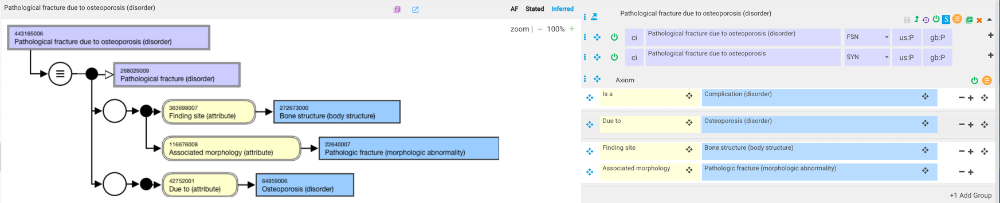 Pathological fracture due to osteoporosis (disorder)
AF Stated Inferred
zoom | − 100% +
443165006
Pathological fracture due to osteoporosis (disorder)
268029009
Pathological fracture (disorder)
363698007
Finding site (attribute)
272673000
Bone structure (body structure)
116676008
Associated morphology (attribute)
22640007
Pathologic fracture (morphologic abnormality)
42752001
Due to (attribute)
64859006
Osteoporosis (disorder)
Pathological fracture due to osteoporosis (disorder)
S
ci Pathological fracture due to osteoporosis (disorder) FSN us:P gb:P
ci Pathological fracture due to osteoporosis SYN us:P gb:P
Axiom
Is a Complication (disorder)
Due to Osteoporosis (disorder)
Finding site Bone structure (body structure)
Associated morphology Pathologic fracture (morphologic abnormality)
+1 Add Group